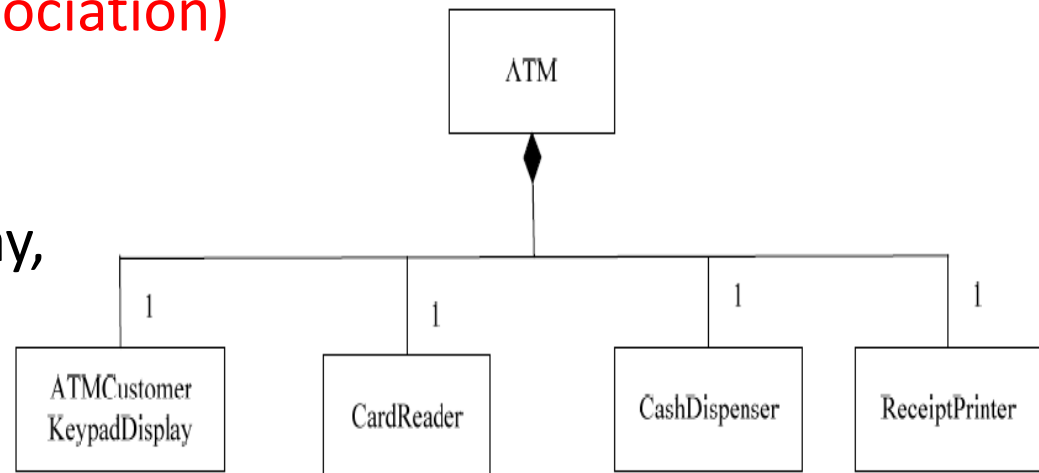 ociation)
ATM
y,
1
1
1
1
ATMCustomer
KeypadDisplay
CardReader
CashDispenser
ReceiptPrinter